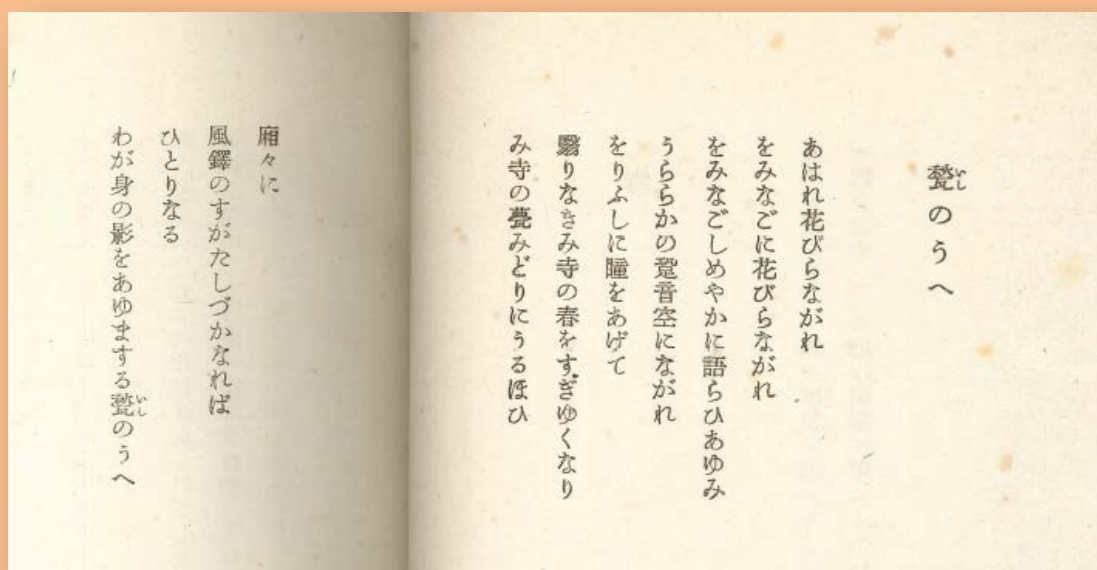 甃いしのうへ
あはれ花びらながれ
をみなごに花びらながれ
をみなごしめやかに語らひあゆみ
うららかの跫音空にながれ
をりふしに瞳をあげて
翳りなきみ寺の春をすぎゆくなり
み寺の甍みどりにうるほひ
廂々に
風鐸のすがたしづかなれば
ひとりなる
わが身の影をあゆまする甃いしのうへ